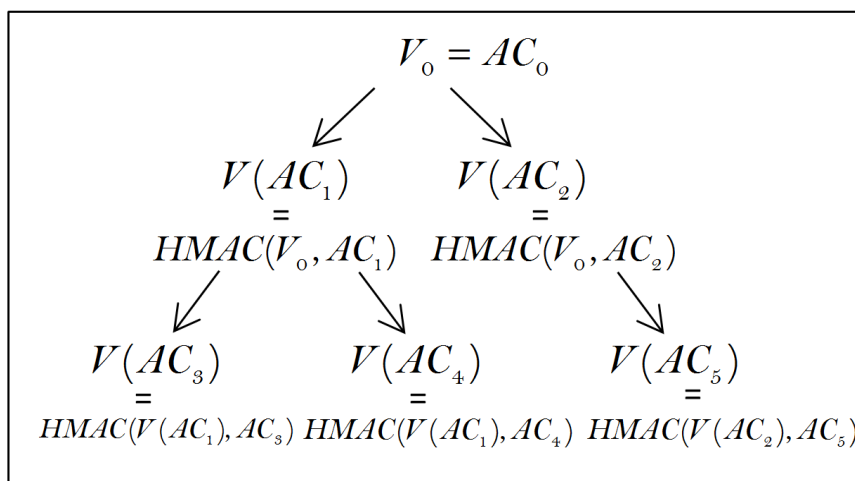 V₀ = AC₀
V(AC₁) V(AC₂)
= =
HMAC(V₀, AC₁) HMAC(V₀, AC₂)
V(AC₃) V(AC₄) V(AC₅)
= = =
HMAC(V(AC₁), AC₃) HMAC(V(AC₁), AC₄) HMAC(V(AC₂), AC₅)